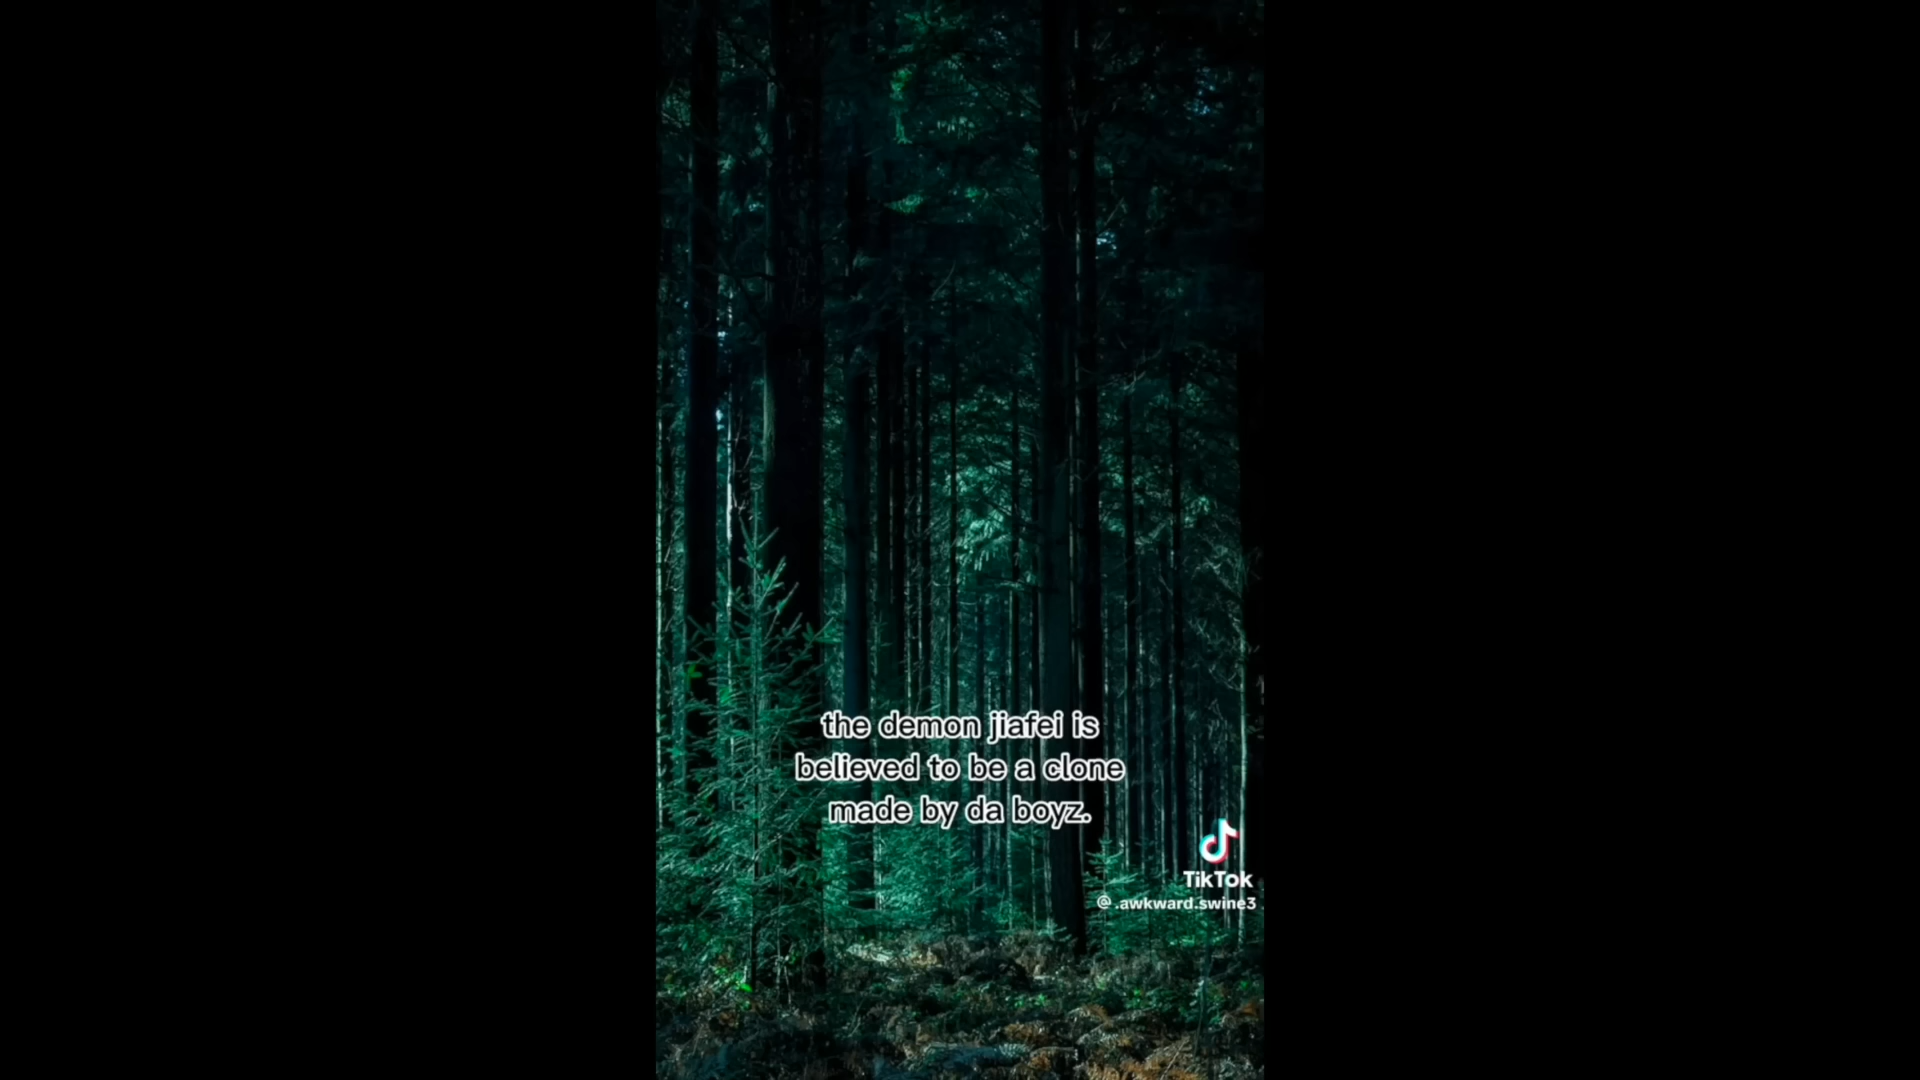 the demon jiafei is
believed to be a clone
made by da boyz.
TikTok
@.awkward.swine3